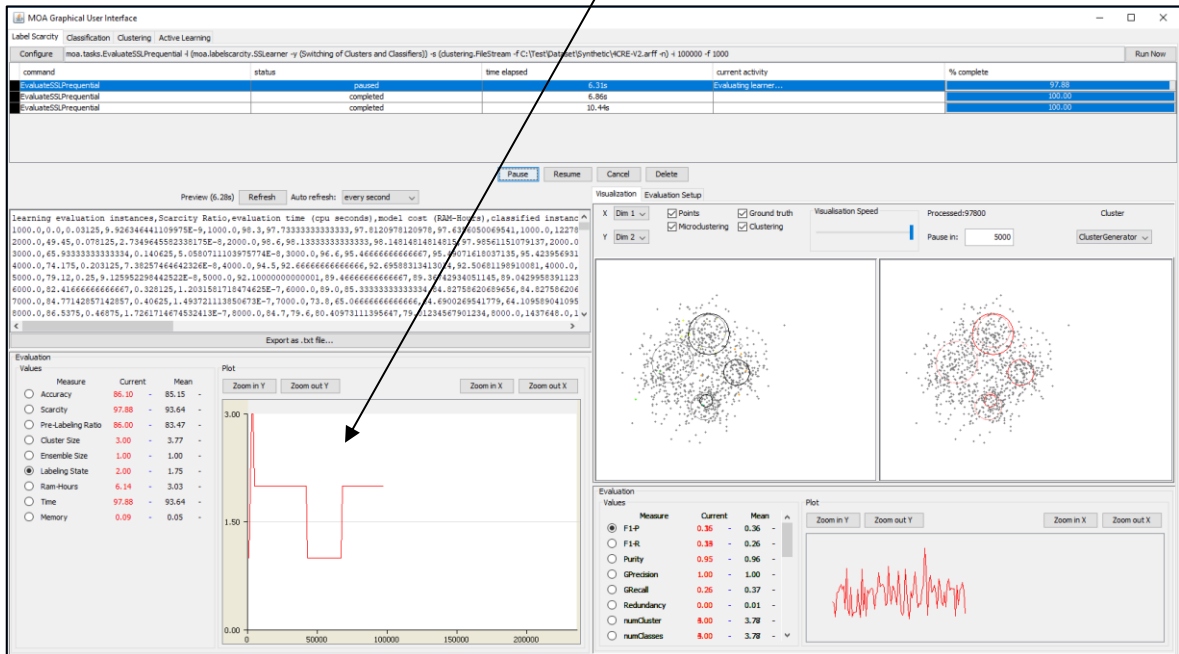 MOA Graphical User Interface
Label Scarcity Classification Clustering Active Learning
Configure moa.tasks.EvaluateSSLPrequential -l (moa.labelscarcity.SSLearner -y {Switching of Clusters and Classifiers}) -s (clustering.FileStream -f C:\Test\Dataset\Synthetic\4CRE-V2.arff -n) -i 100000 -f 1000 Run Now
command status time elapsed current activity % complete
EvaluateSSLPrequential paused 6.31s Evaluating learner... 97.88
EvaluateSSLPrequential completed 6.86s 100.00
EvaluateSSLPrequential completed 10.44s 100.00
Pause Resume Cancel Delete
Preview (6.28s) Refresh Auto refresh: every second
learning evaluation instances,Scarcity Ratio,evaluation time (cpu seconds),model cost (RAM-Hours),classified instanc
Export as .txt file...
Evaluation
Values
Measure Current Mean
Accuracy 86.10 - 85.15 -
Scarcity 97.88 - 93.64 -
Pre-Labeling Ratio 86.00 - 83.47 -
Cluster Size 3.00 - 3.77 -
Ensemble Size 1.00 - 1.00 -
Labeling State 2.00 - 1.75 -
Ram-Hours 6.14 - 3.03 -
Time 97.88 - 93.64 -
Memory 0.09 - 0.05 -
Plot
Zoom in Y Zoom out Y Zoom in X Zoom out X
3.00
1.50
0.00
0 50000 100000 150000 200000
Visualization Evaluation Setup
X Dim 1 Points Ground truth Visualisation Speed Processed:97800 Cluster
Microclustering Clustering
Y Dim 2 Pause in: 5000 ClusterGenerator
Evaluation
Values
Measure Current Mean
F1-P 0.36 - 0.36 -
F1-R - 0.26 -
Purity 0.95 - 0.96 -
GPrecision 1.00 - 1.00 -
GRecall 0.26 - 0.37 -
Redundancy 0.00 - 0.01 -
numCluster - 3.78 -
numClasses - 3.78 -
Plot
Zoom in Y Zoom out Y Zoom in X Zoom out X